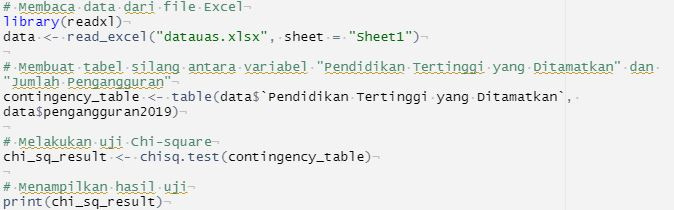 # Membaca data dari file Excel
library(readxl)
data <- read_excel("datauas.xlsx", sheet = "Sheet1")
# Membuat tabel silang antara variabel "Pendidikan Tertinggi yang Ditamatkan" dan
"Jumlah Pengangguran"
contingency_table <- table(data$`Pendidikan Tertinggi yang Ditamatkan`,
data$pengangguran2019)
# Melakukan uji Chi-square
chi_sq_result <- chisq.test(contingency_table)
# Menampilkan hasil uji
print(chi_sq_result)